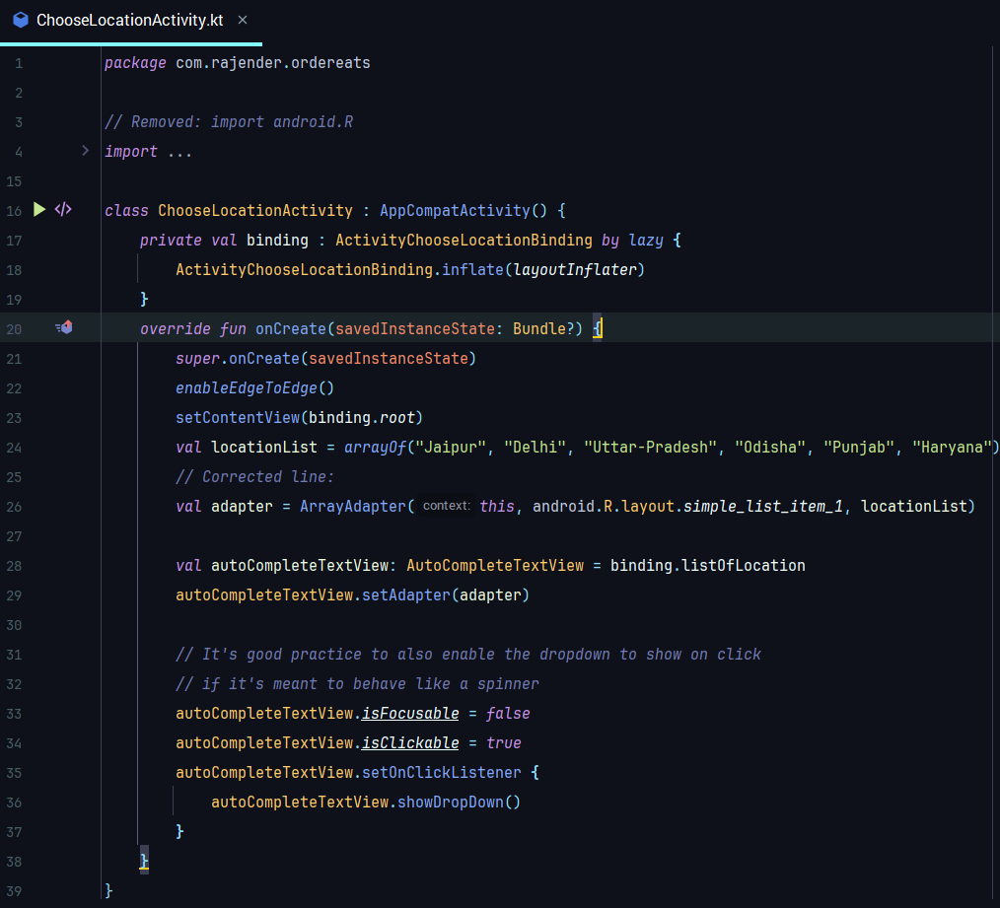 ChooseLocationActivity.kt ×
1 package com.rajender.ordereats
2
3 // Removed: import android.R
4 import ...
15
16 class ChooseLocationActivity : AppCompatActivity() {
17 private val binding : ActivityChooseLocationBinding by lazy {
18 ActivityChooseLocationBinding.inflate(layoutInflater)
19 }
20 override fun onCreate(savedInstanceState: Bundle?) {
21 super.onCreate(savedInstanceState)
22 enableEdgeToEdge()
23 setContentView(binding.root)
24 val locationList = arrayOf("Jaipur", "Delhi", "Uttar-Pradesh", "Odisha", "Punjab", "Haryana")
25 // Corrected line:
26 val adapter = ArrayAdapter( context: this, android.R.layout.simple_list_item_1, locationList)
27
28 val autoCompleteTextView: AutoCompleteTextView = binding.listOfLocation
29 autoCompleteTextView.setAdapter(adapter)
30
31 // It's good practice to also enable the dropdown to show on click
32 // if it's meant to behave like a spinner
33 autoCompleteTextView.isFocusable = false
34 autoCompleteTextView.isClickable = true
35 autoCompleteTextView.setOnClickListener {
36 autoCompleteTextView.showDropDown()
37 }
38 }
39 }